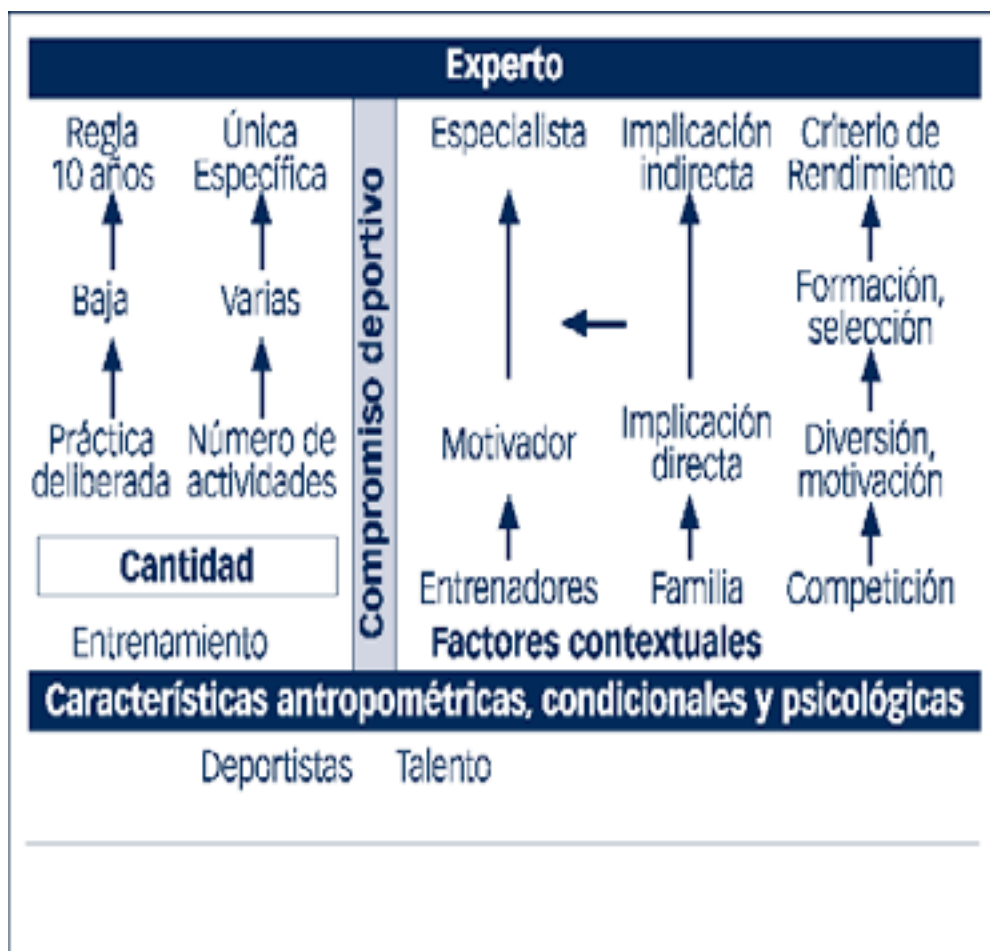 Experto
Regla
10 años
Única
Específica
Especialista
Implicación
indirecta
Criterio de
Rendimiento
Baja
Varias
Formación,
selección
Compromiso deportivo
Práctica
deliberada
Número de
actividades
Motivador
Implicación
directa
Diversión,
motivación
Cantidad
Entrenadores
Familia
Competición
Entrenamiento
Factores contextuales
Características antropométricas, condicionales y psicológicas
Deportistas
Talento